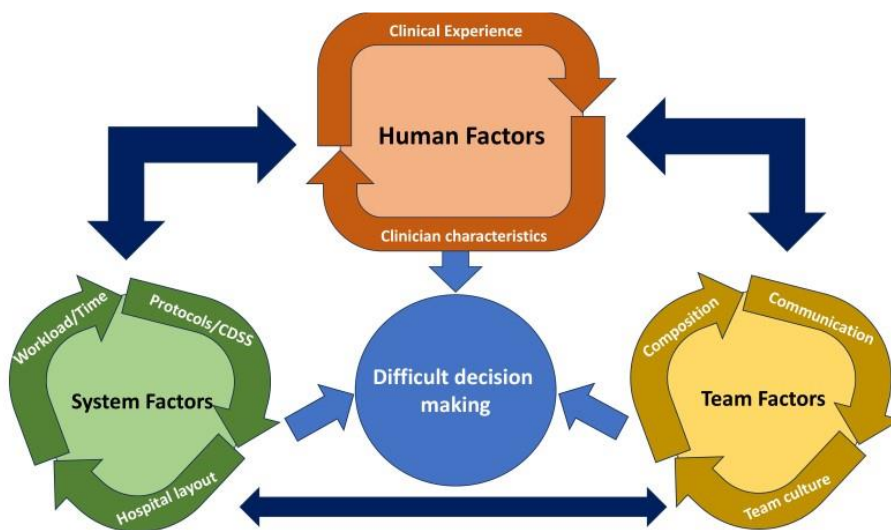 Clinical Experience
Human Factors
Clinician characteristics
Workload/Time
Protocols/CDSS
System Factors
Hospital layout
Difficult decision
making
Composition
Communication
Team Factors
Team culture